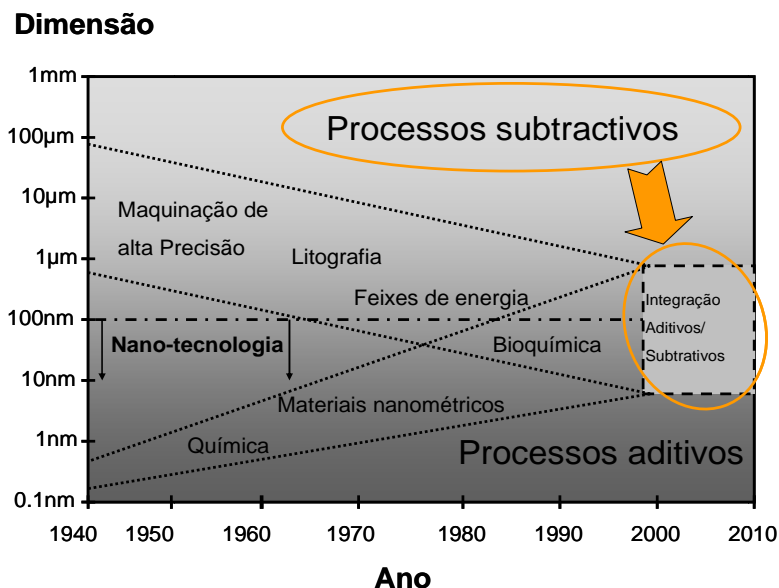 Dimensão
1mm
100µm
10µm
1µm
100nm
10nm
1nm
0.1nm
Processos subtractivos
Maquinação de
alta Precisão
Litografia
Feixes de energia
Integração
Aditivos/
Subtrativos
Nano-tecnologia
Bioquímica
Materiais nanométricos
Química
Processos aditivos
1940 1950 1960 1970 1980 1990 2000 2010
Ano